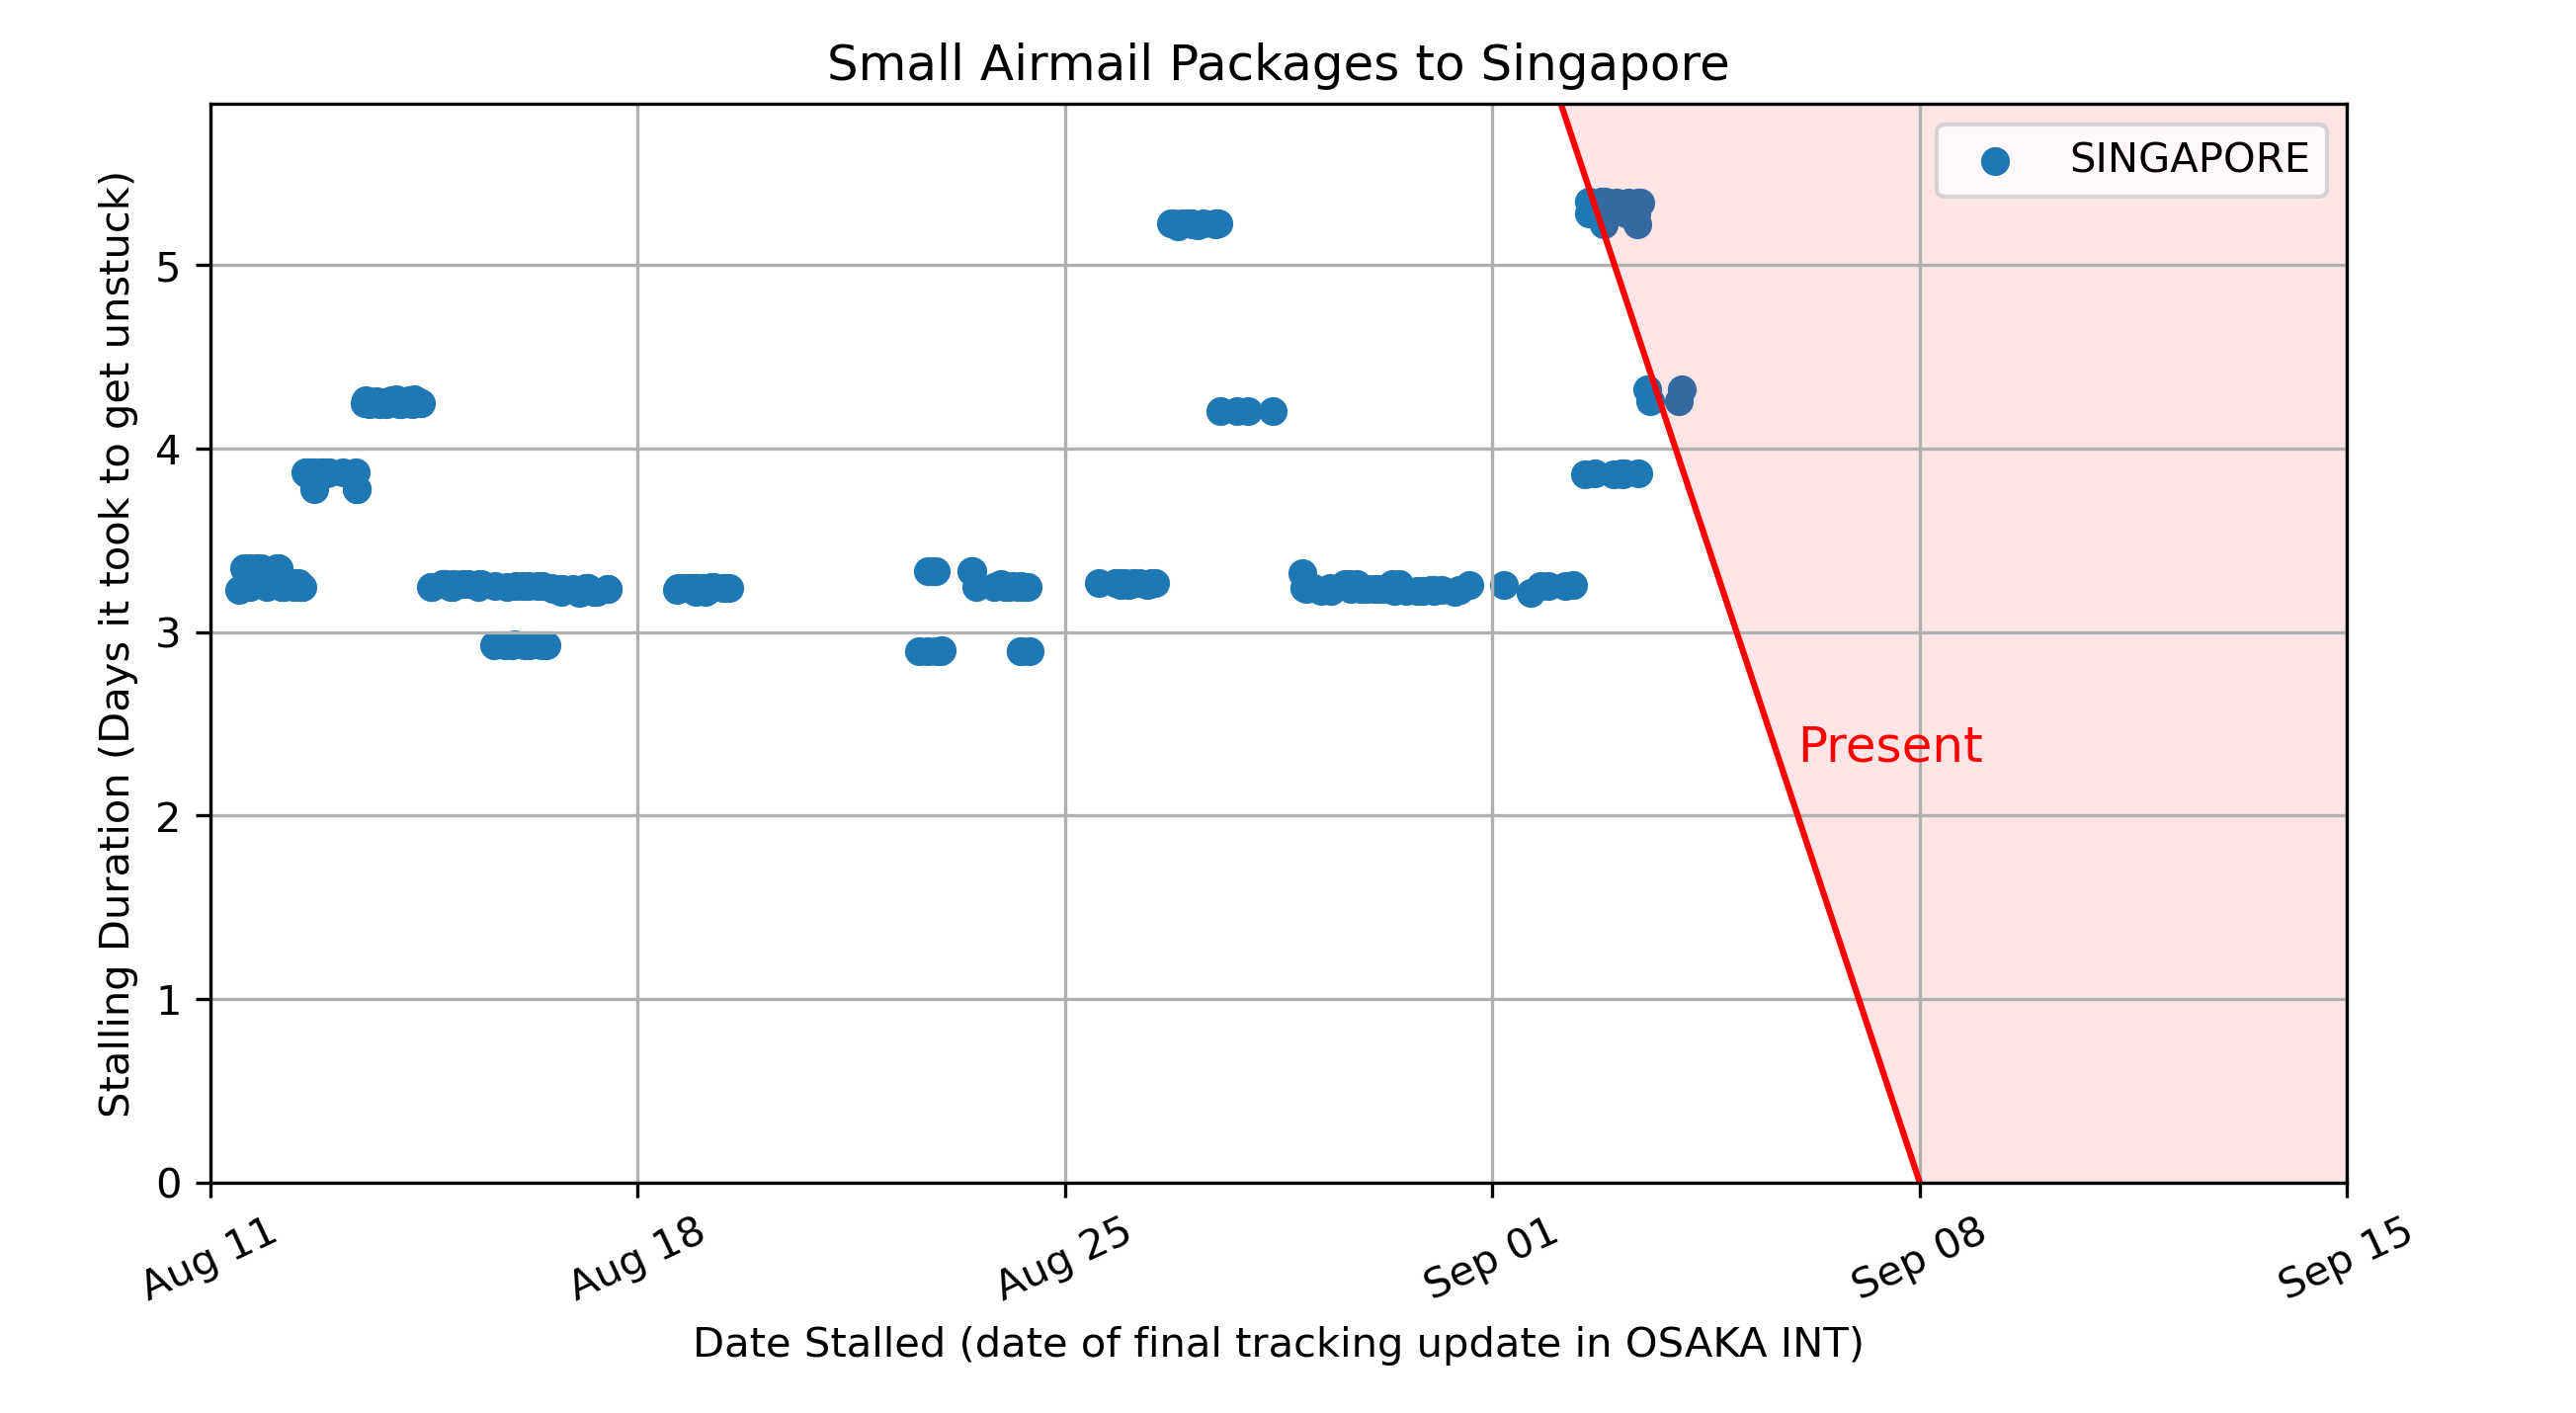 Small Airmail Packages to Singapore
SINGAPORE
Stalling Duration (Days it took to get unstuck)
5
4
3
2
1
0
Present
Aug 11
Aug 18
Aug 25
Sep 01
Sep 08
Sep 15
Date Stalled (date of final tracking update in OSAKA INT)